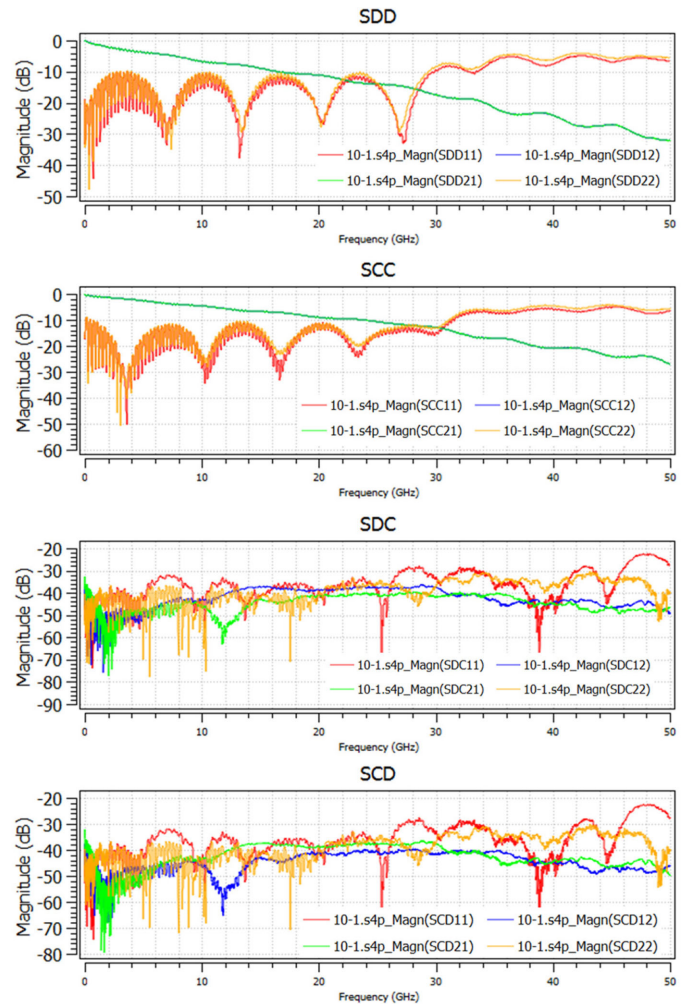 SDD
0
-10
-20
-30
-40
-50
Magnitude (dB)
10-1.s4p_Magn(SDD11) 10-1.s4p_Magn(SDD12)
10-1.s4p_Magn(SDD21) 10-1.s4p_Magn(SDD22)
0 10 20 30 40 50
Frequency (GHz)
SCC
0
-10
-20
-30
-40
-50
-60
Magnitude (dB)
10-1.s4p_Magn(SCC11) 10-1.s4p_Magn(SCC12)
10-1.s4p_Magn(SCC21) 10-1.s4p_Magn(SCC22)
0 10 20 30 40 50
Frequency (GHz)
SDC
-20
-30
-40
-50
-60
-70
-80
-90
Magnitude (dB)
10-1.s4p_Magn(SDC11) 10-1.s4p_Magn(SDC12)
10-1.s4p_Magn(SDC21) 10-1.s4p_Magn(SDC22)
0 10 20 30 40 50
Frequency (GHz)
SCD
-20
-30
-40
-50
-60
-70
-80
Magnitude (dB)
10-1.s4p_Magn(SCD11) 10-1.s4p_Magn(SCD12)
10-1.s4p_Magn(SCD21) 10-1.s4p_Magn(SCD22)
0 10 20 30 40 50
Frequency (GHz)